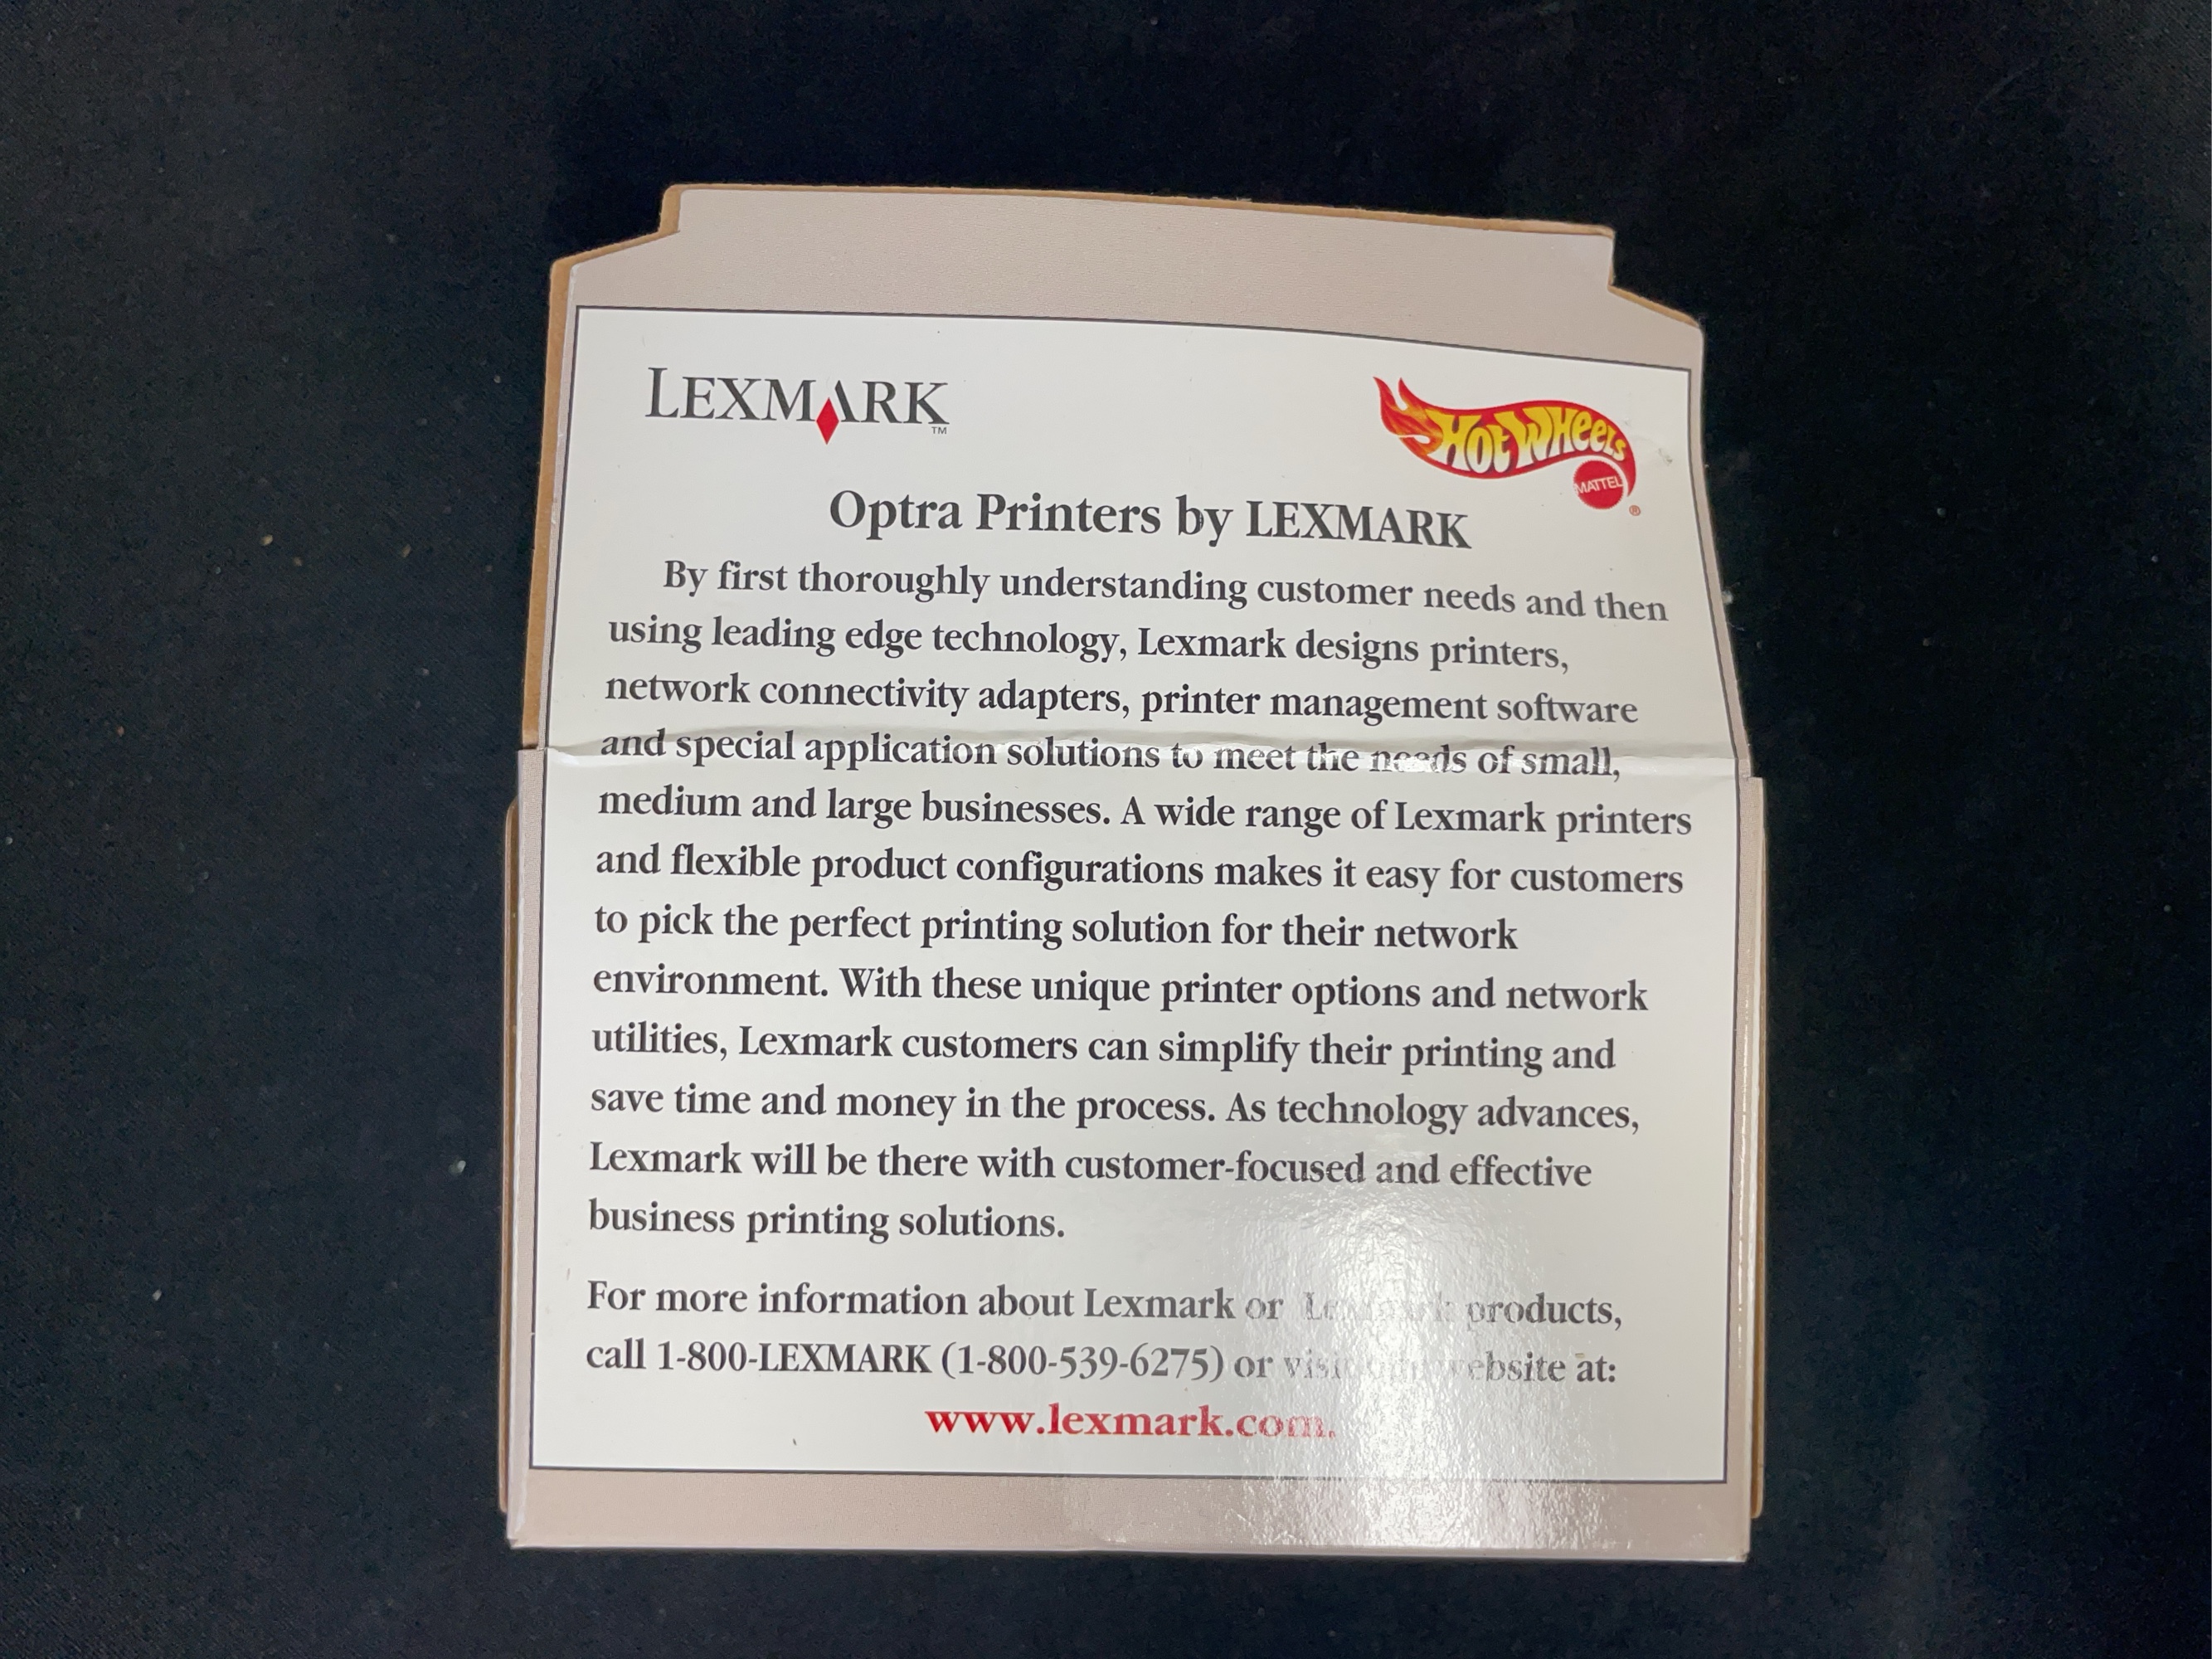 LEXMARK™
Hot Wheels
MATTEL
®
Optra Printers by LEXMARK
By first thoroughly understanding customer needs and then
using leading edge technology, Lexmark designs printers,
network connectivity adapters, printer management software
and special application solutions to meet the needs of small,
medium and large businesses. A wide range of Lexmark printers
and flexible product configurations makes it easy for customers
to pick the perfect printing solution for their network
environment. With these unique printer options and network
utilities, Lexmark customers can simplify their printing and
save time and money in the process. As technology advances,
Lexmark will be there with customer-focused and effective
business printing solutions.
For more information about Lexmark or Lexmark products,
call 1-800-LEXMARK (1-800-539-6275) or visit website at:
www.lexmark.com.